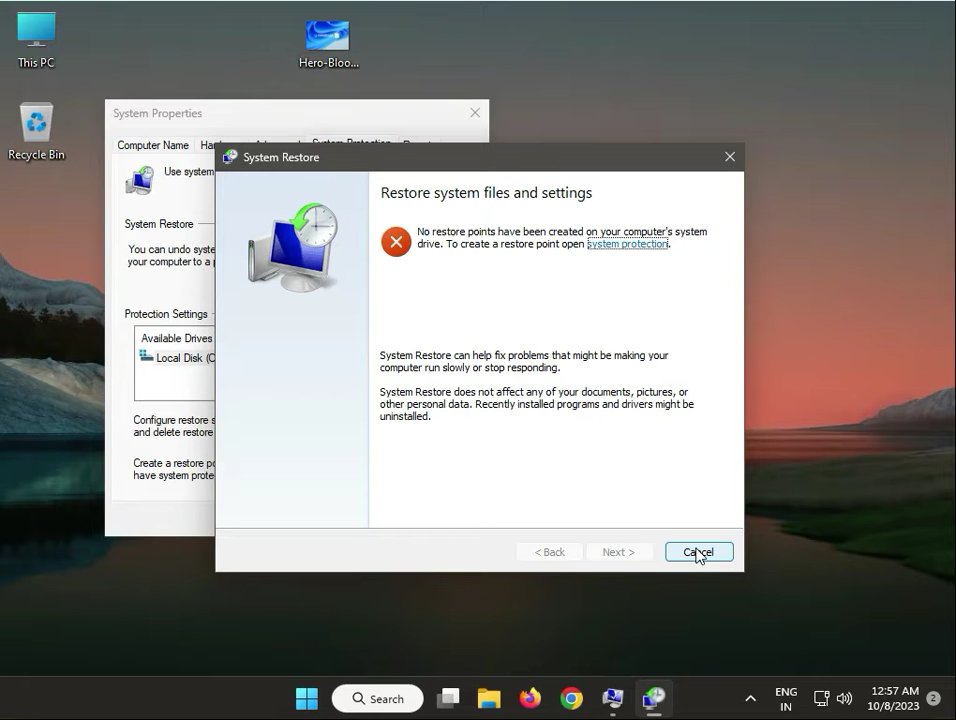 This PC
Hero-Bloo...
Recycle Bin
System Properties
Computer Name
System Protection
Use system
System Restore
You can undo syste
your computer to a p
Protection Settings
Available Drives
Local Disk (C
Configure restore s
and delete restore
Create a restore po
have system prote
System Restore
Restore system files and settings
No restore points have been created on your computer's system
drive. To create a restore point open system protection.
System Restore can help fix problems that might be making your
computer run slowly or stop responding.
System Restore does not affect any of your documents, pictures, or
other personal data. Recently installed programs and drivers might be
uninstalled.
< Back
Next >
Cancel
Search
ENG
IN
12:57 AM
10/8/2023
2